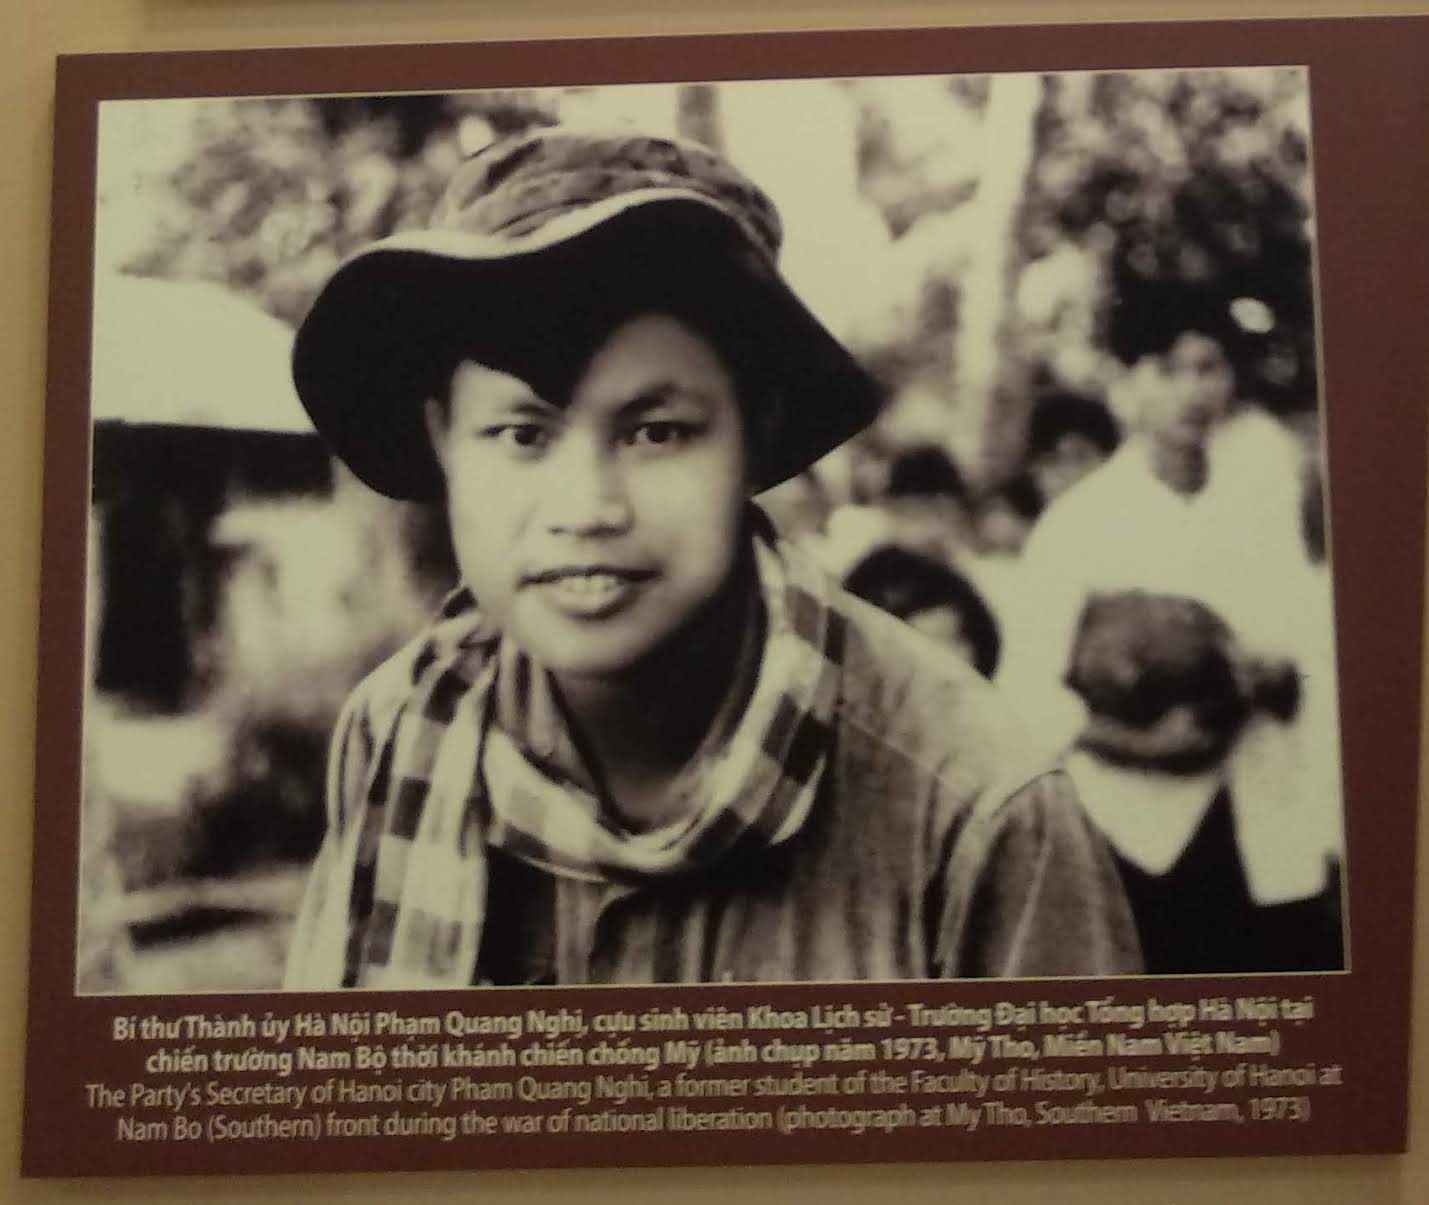 Bí thư Thành ủy Hà Nội Phạm Quang Nghị, cựu sinh viên Khoa Lịch sử - Trường Đại học Tổng hợp Hà Nội tại
chiến trường Nam Bộ thời khánh chiến chống Mỹ (ảnh chụp năm 1973, Mỹ Tho, Miền Nam Việt Nam)
The Party's Secretary of Hanoi city Pham Quang Nghi, a former student of the Faculty of History, University of Hanoi at
Nam Bo (Southern) front during the war of national liberation (photograph at My Tho, Southern Vietnam, 1973)